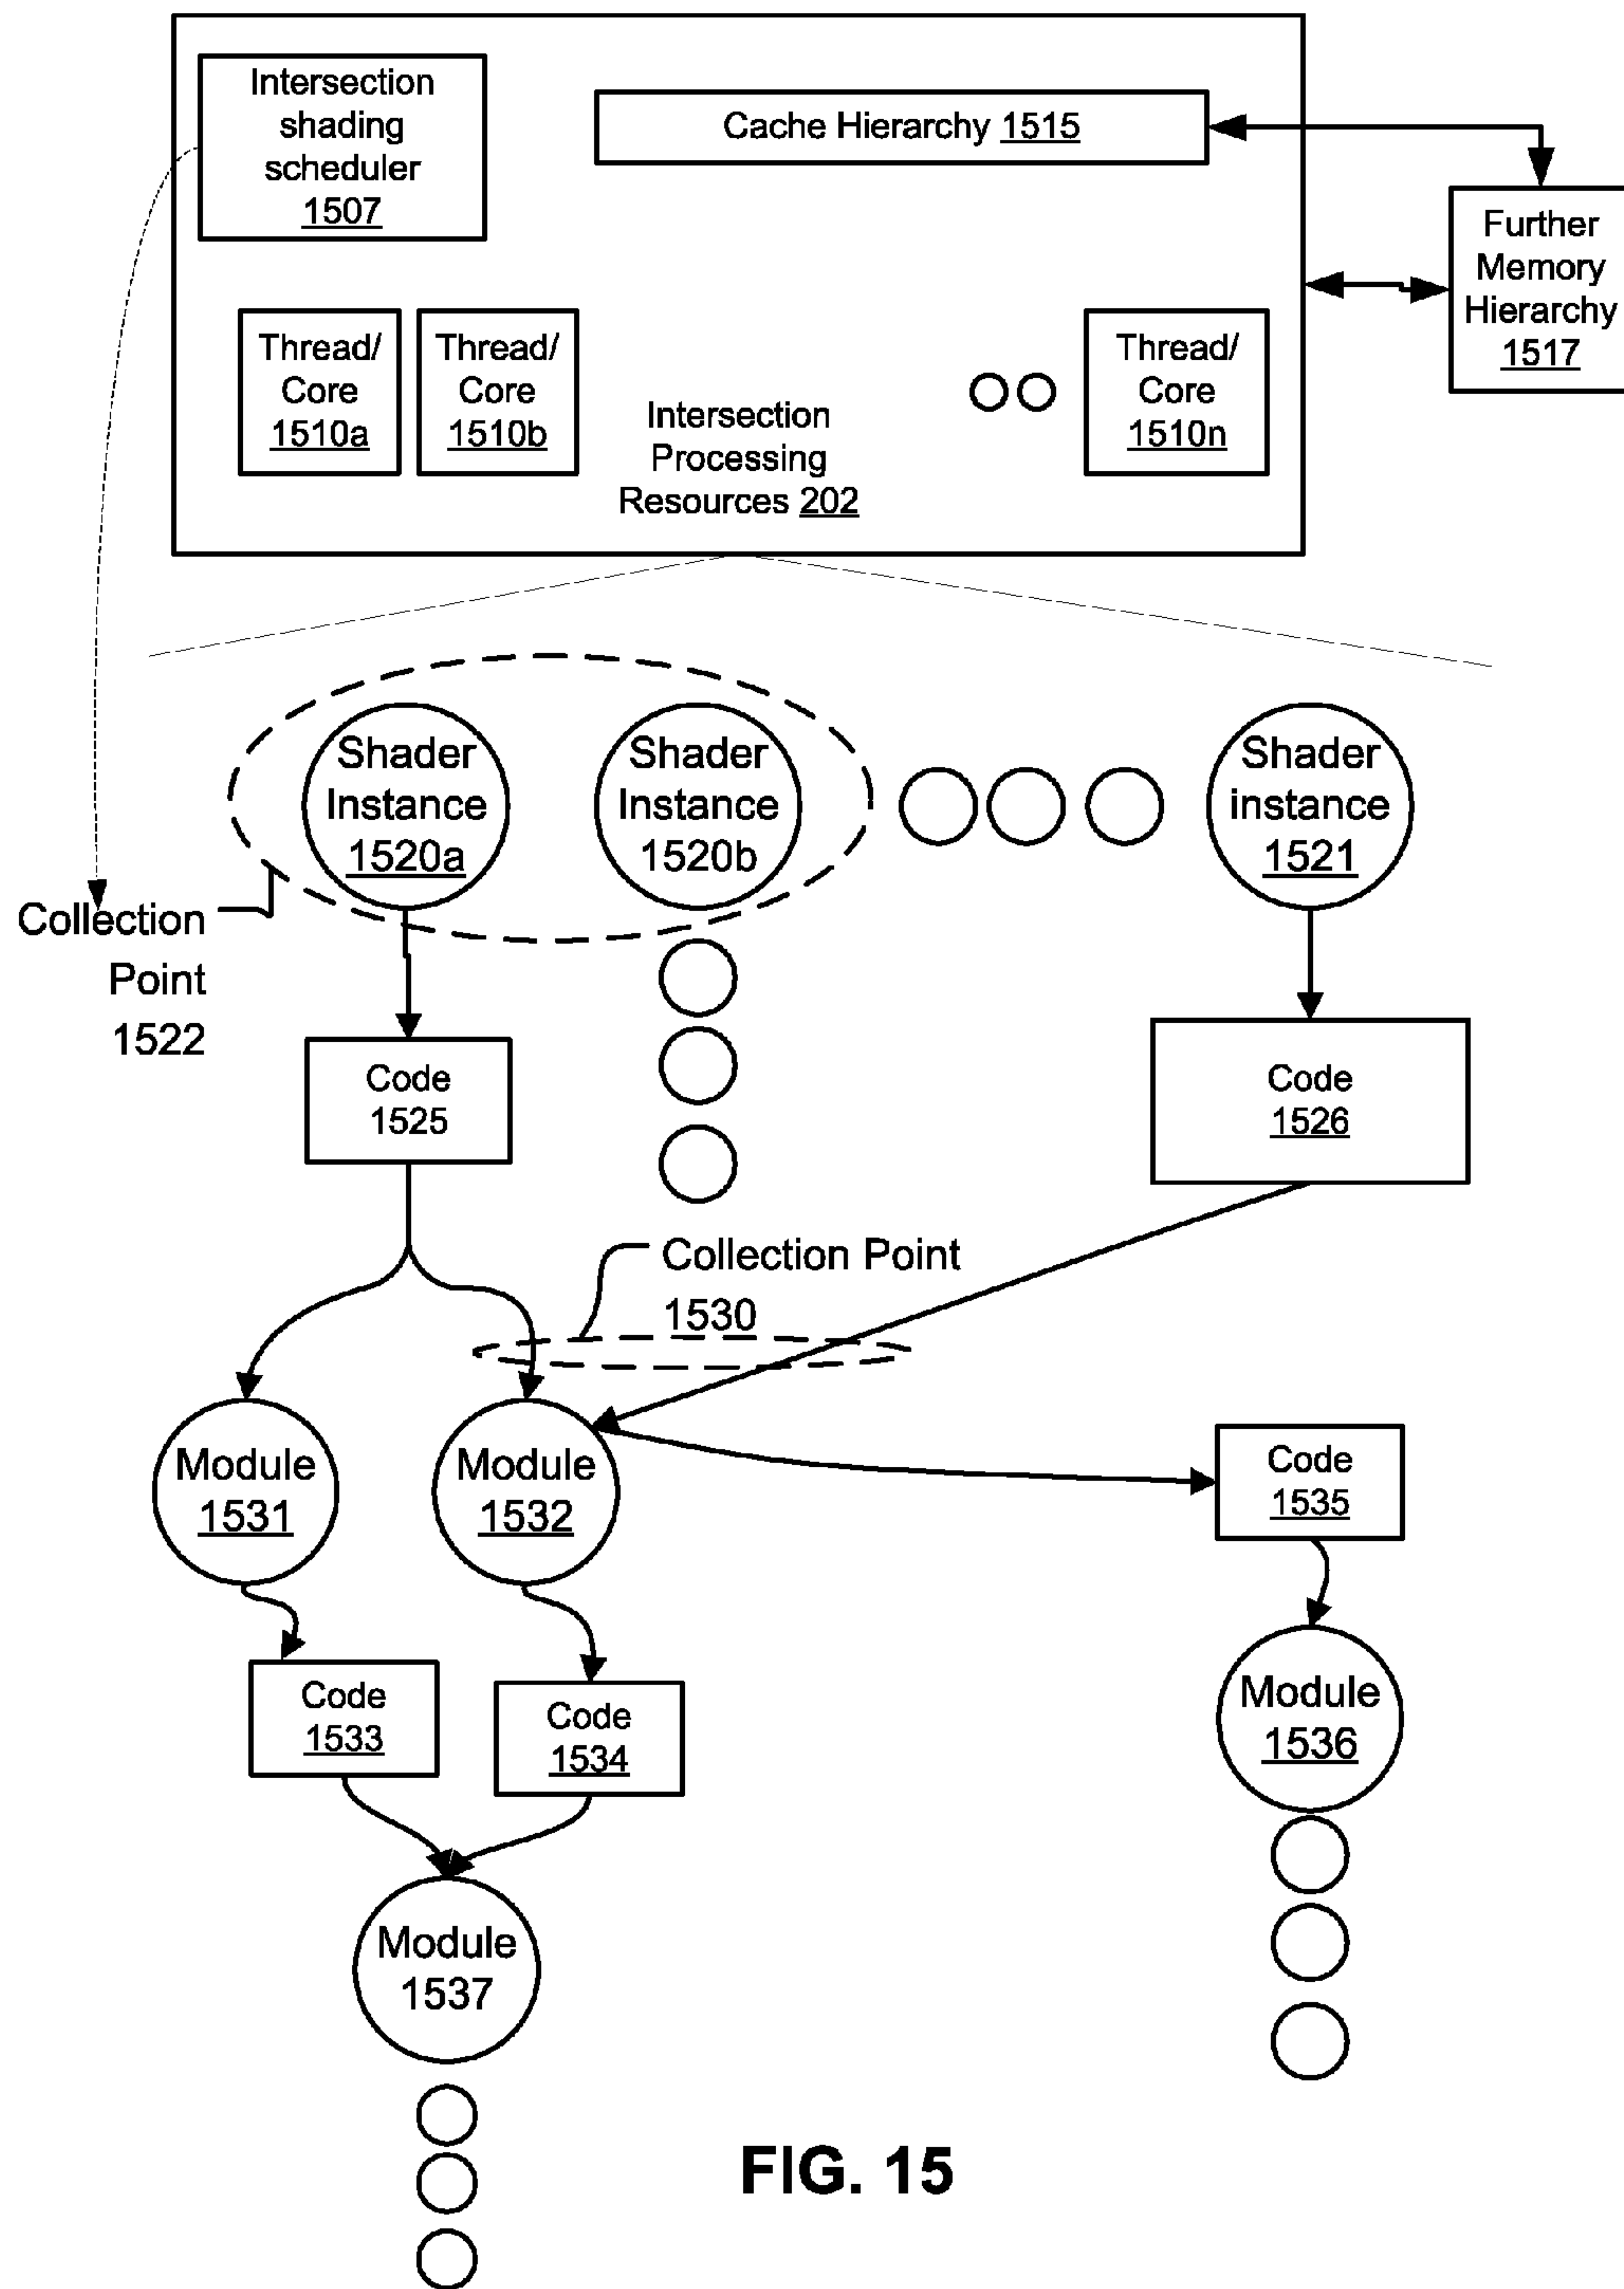 Intersection
shading
scheduler
1507
Cache Hierarchy 1515
Further
Memory
Hierarchy
1517
Thread/
Core
1510a
Thread/
Core
1510b
Intersection
Processing
Resources 202
Thread/
Core
1510n
Shader
Instance
1520a
Shader
Instance
1520b
Shader
instance
1521
Collection
Point
1522
Code
1525
Code
1526
Collection Point
1530
Module
1531
Module
1532
Code
1535
Code
1533
Code
1534
Module
1536
Module
1537
FIG. 15